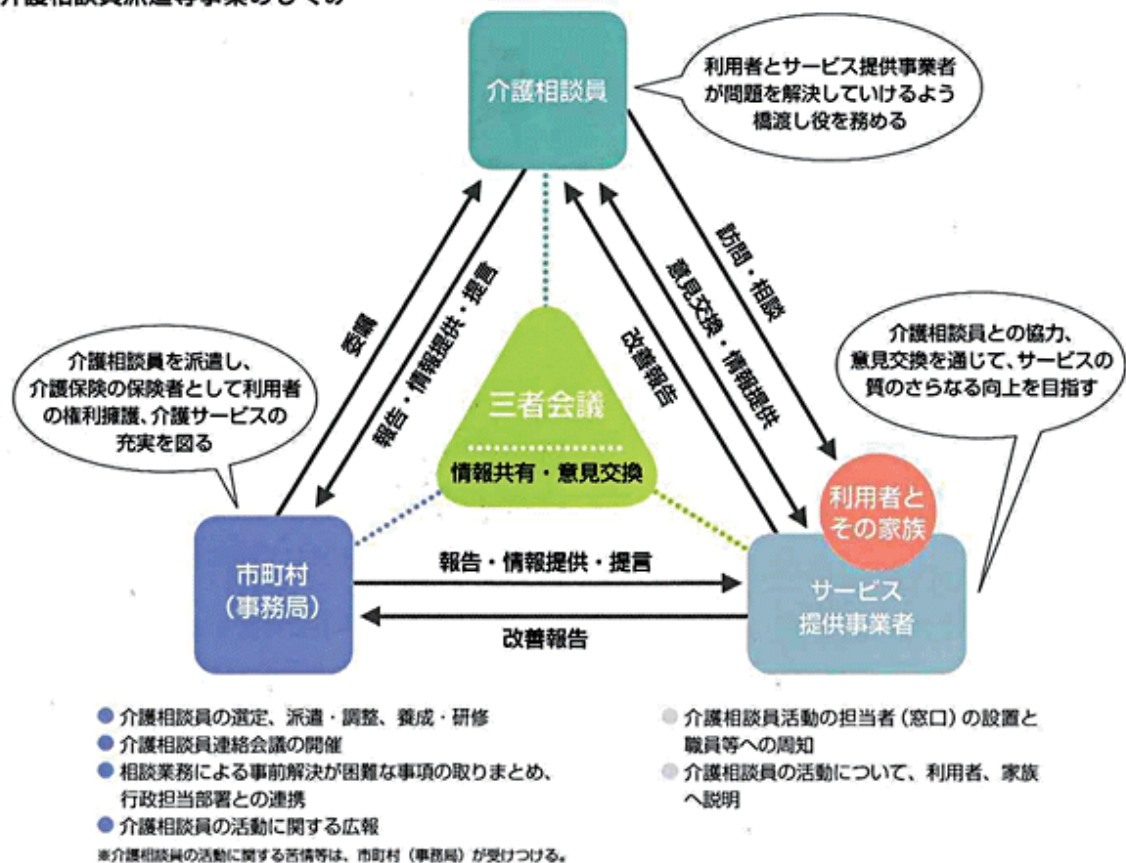 介護相談員派遣等事業のしくみ
介護相談員
利用者とサービス提供事業者
が問題を解決していけるよう
橋渡し役を務める
委嘱
報告・情報提供・提言
改善報告
意見交換・情報提供
訪問・相談
介護相談員を派遣し、
介護保険の保険者として利用者
の権利擁護、介護サービスの
充実を図る
三者会議
情報共有・意見交換
介護相談員との協力、
意見交換を通じて、サービスの
質のさらなる向上を目指す
利用者と
その家族
市町村
（事務局）
報告・情報提供・提言
改善報告
サービス
提供事業者
介護相談員の選定、派遣・調整、養成・研修
介護相談員連絡会議の開催
相談業務による事前解決が困難な事項の取りまとめ、
行政担当部署との連携
介護相談員の活動に関する広報
※介護相談員の活動に関する苦情等は、市町村（事務局）が受けつける。
介護相談員活動の担当者（窓口）の設置と
職員等への周知
介護相談員の活動について、利用者、家族
へ説明